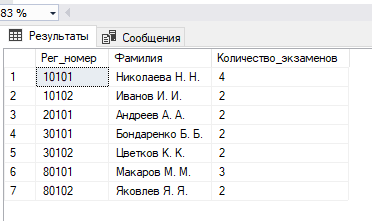 83 %
Результаты Сообщения
Рег_номер Фамилия Количество_экзаменов
1 10101 Николаева Н. Н. 4
2 10102 Иванов И. И. 2
3 20101 Андреев А. А. 2
4 30101 Бондаренко Б. Б. 2
5 30102 Цветков К. К. 2
6 80101 Макаров М. М. 3
7 80102 Яковлев Я. Я. 2